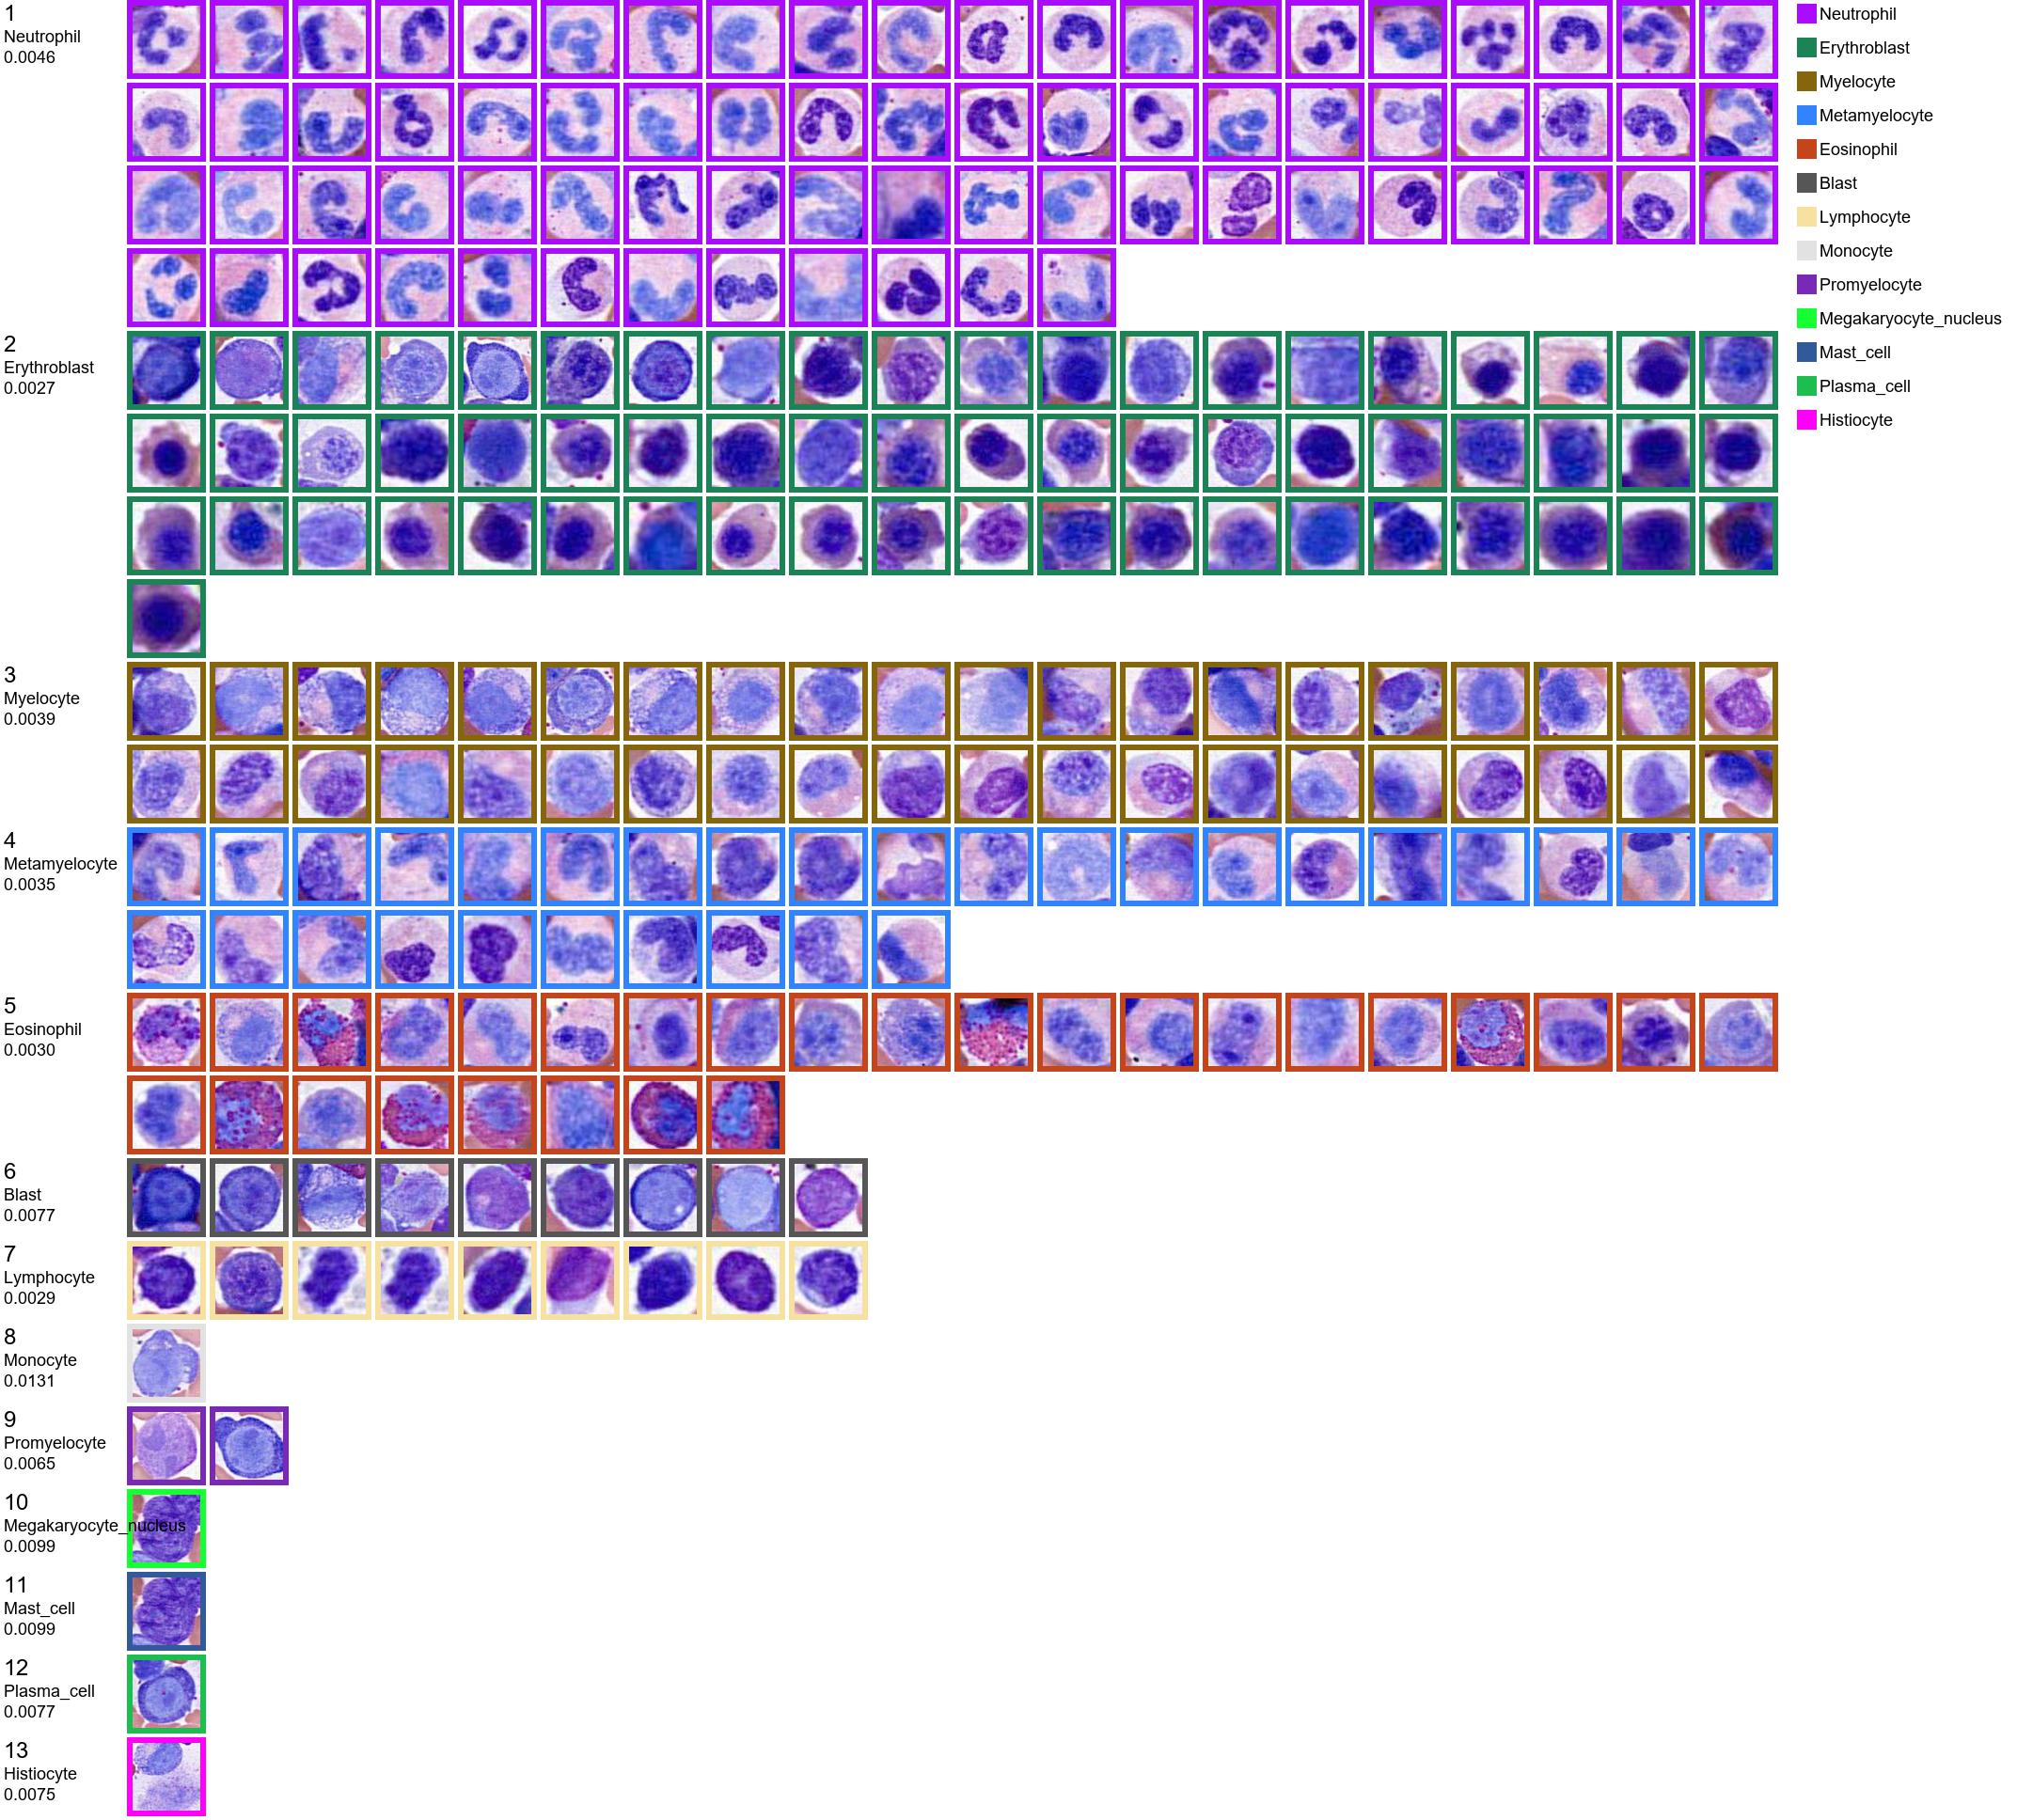 1
Neutrophil
0.0046
2
Erythroblast
0.0027
3
Myelocyte
0.0039
4
Metamyelocyte
0.0035
5
Eosinophil
0.0030
6
Blast
0.0077
7
Lymphocyte
0.0029
8
Monocyte
0.0131
9
Promyelocyte
0.0065
10
Megakaryocyte_nucleus
0.0099
11
Mast_cell
0.0099
12
Plasma_cell
0.0077
13
Histiocyte
0.0075
Neutrophil
Erythroblast
Myelocyte
Metamyelocyte
Eosinophil
Blast
Lymphocyte
Monocyte
Promyelocyte
Megakaryocyte_nucleus
Mast_cell
Plasma_cell
Histiocyte